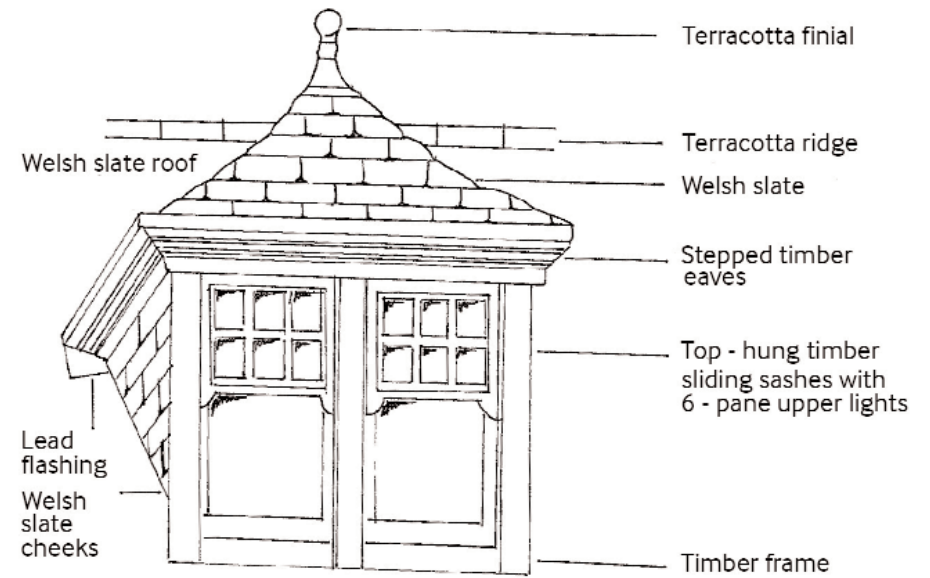 Terracotta finial
Terracotta ridge
Welsh slate roof
Welsh slate
Stepped timber
eaves
Top - hung timber
sliding sashes with
6 - pane upper lights
Lead
flashing
Welsh
slate
cheeks
Timber frame